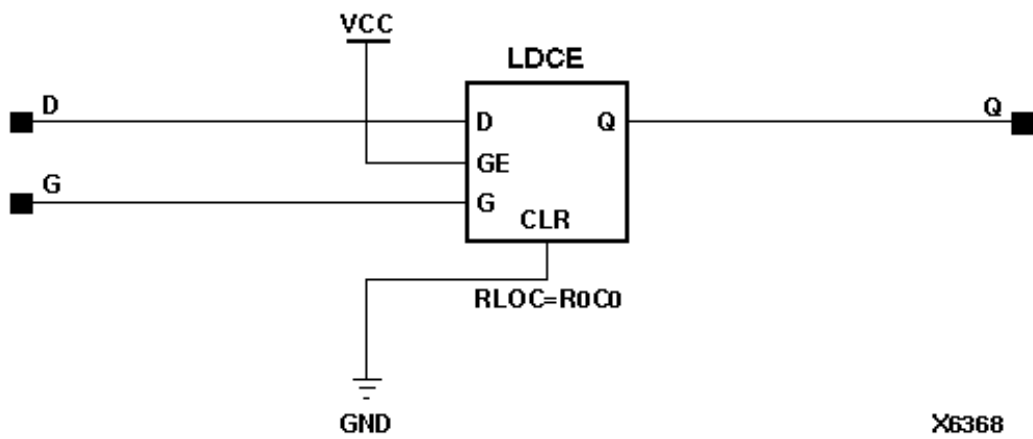 VCC
LDCE
D
D
Q
Q
GE
G
G
CLR
RLOC=R0C0
GND
X6368